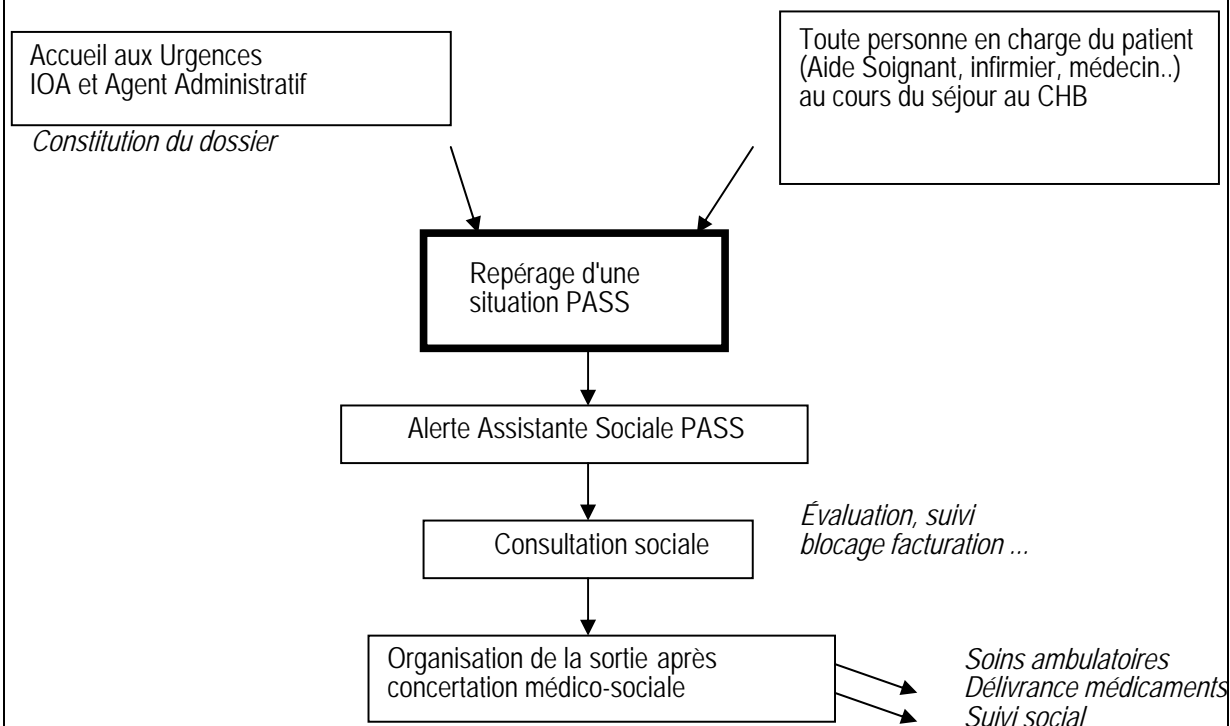 Accueil aux Urgences
IOA et Agent Administratif
Constitution du dossier
Toute personne en charge du patient
(Aide Soignant, infirmier, médecin..)
au cours du séjour au CHB
Repérage d'une
situation PASS
Alerte Assistante Sociale PASS
Consultation sociale
Évaluation, suivi
blocage facturation ...
Organisation de la sortie après
concertation médico-sociale
Soins ambulatoires
Délivrance médicaments
Suivi social